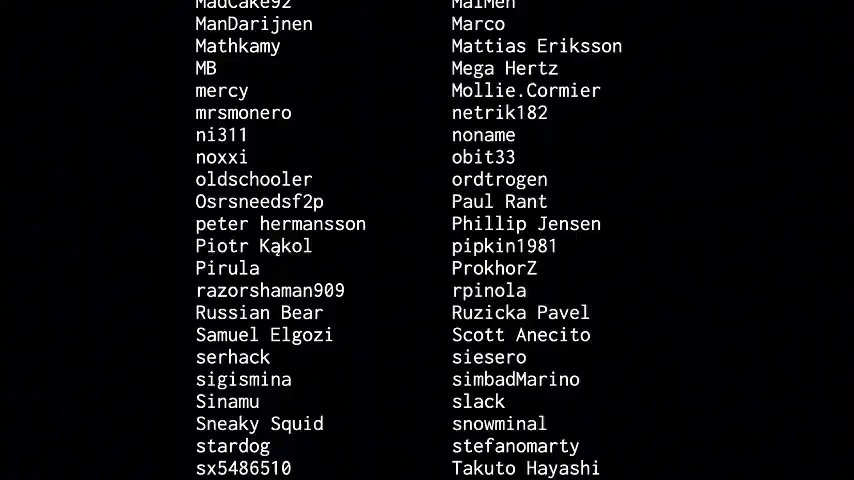 MadCake92 MalMen
ManDarijnen Marco
Mathkamy Mattias Eriksson
MB Mega Hertz
mercy Mollie.Cormier
mrsmonero netrik182
ni311 noname
noxxi obit33
oldschooler ordtrogen
Osrsneedsf2p Paul Rant
peter hermansson Phillip Jensen
Piotr Kąkol pipkin1981
Pirula ProkhorZ
razorshaman909 rpinola
Russian Bear Ruzicka Pavel
Samuel Elgozi Scott Anecito
serhack siesero
sigismina simbadMarino
Sinamu slack
Sneaky Squid snowminal
stardog stefanomarty
sx5486510 Takuto Hayashi